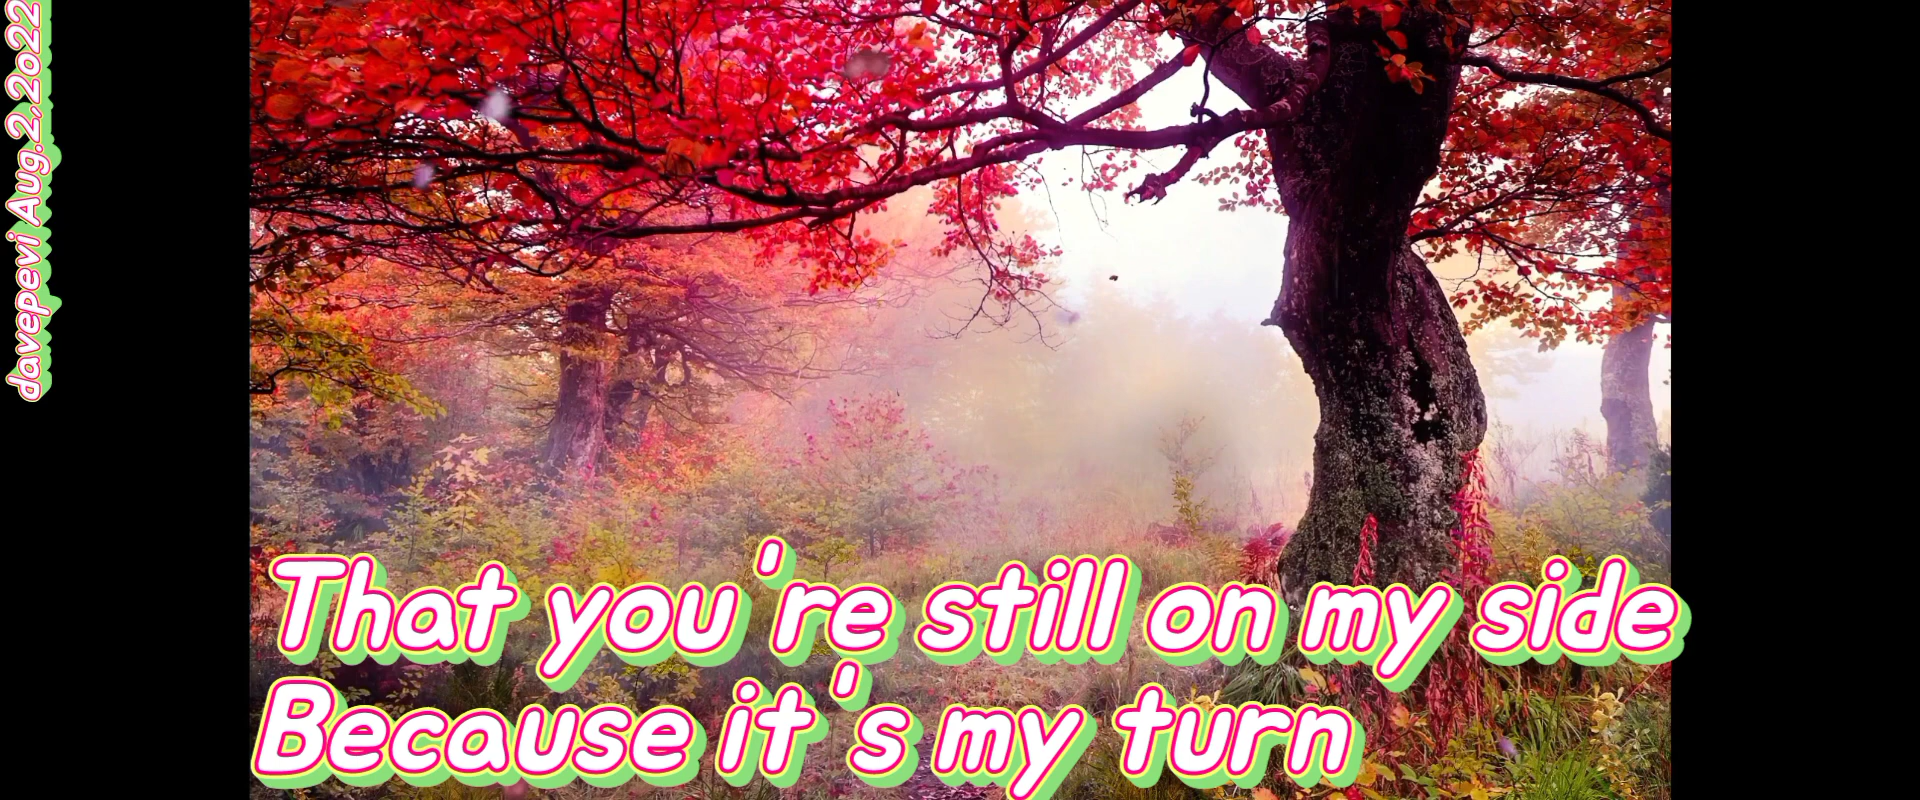 davepevi Aug.2.2o22
That you're still on my side
Because it's my turn